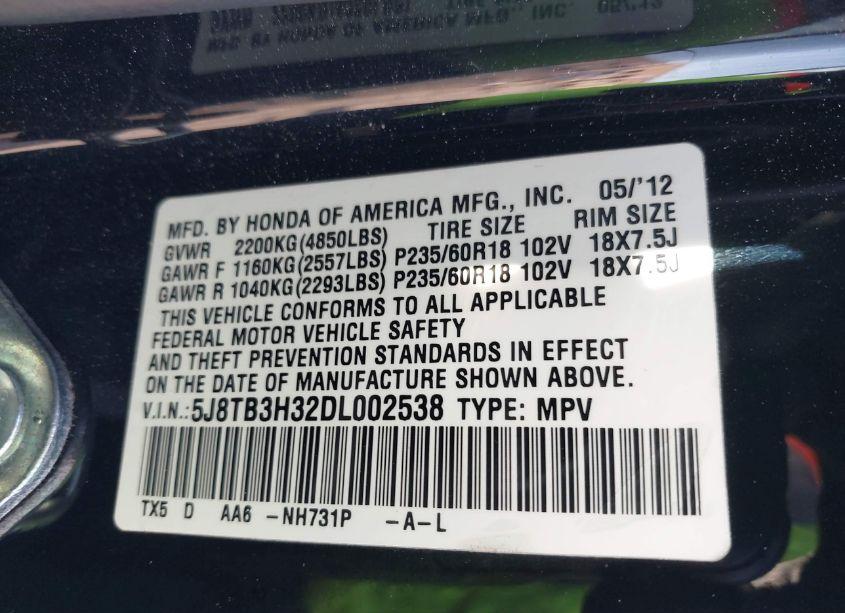 MFD. BY HONDA OF AMERICA MFG., INC. 05/'12
GVWR 2200KG(4850LBS) TIRE SIZE RIM SIZE
GAWR F 1160KG(2557LBS) P235/60R18 102V 18X7.5J
GAWR R 1040KG(2293LBS) P235/60R18 102V 18X7.5J
THIS VEHICLE CONFORMS TO ALL APPLICABLE
FEDERAL MOTOR VEHICLE SAFETY
AND THEFT PREVENTION STANDARDS IN EFFECT
ON THE DATE OF MANUFACTURE SHOWN ABOVE.
V.I.N.:5J8TB3H32DL002538 TYPE: MPV
TX5 D AA6 -NH731P -A-L